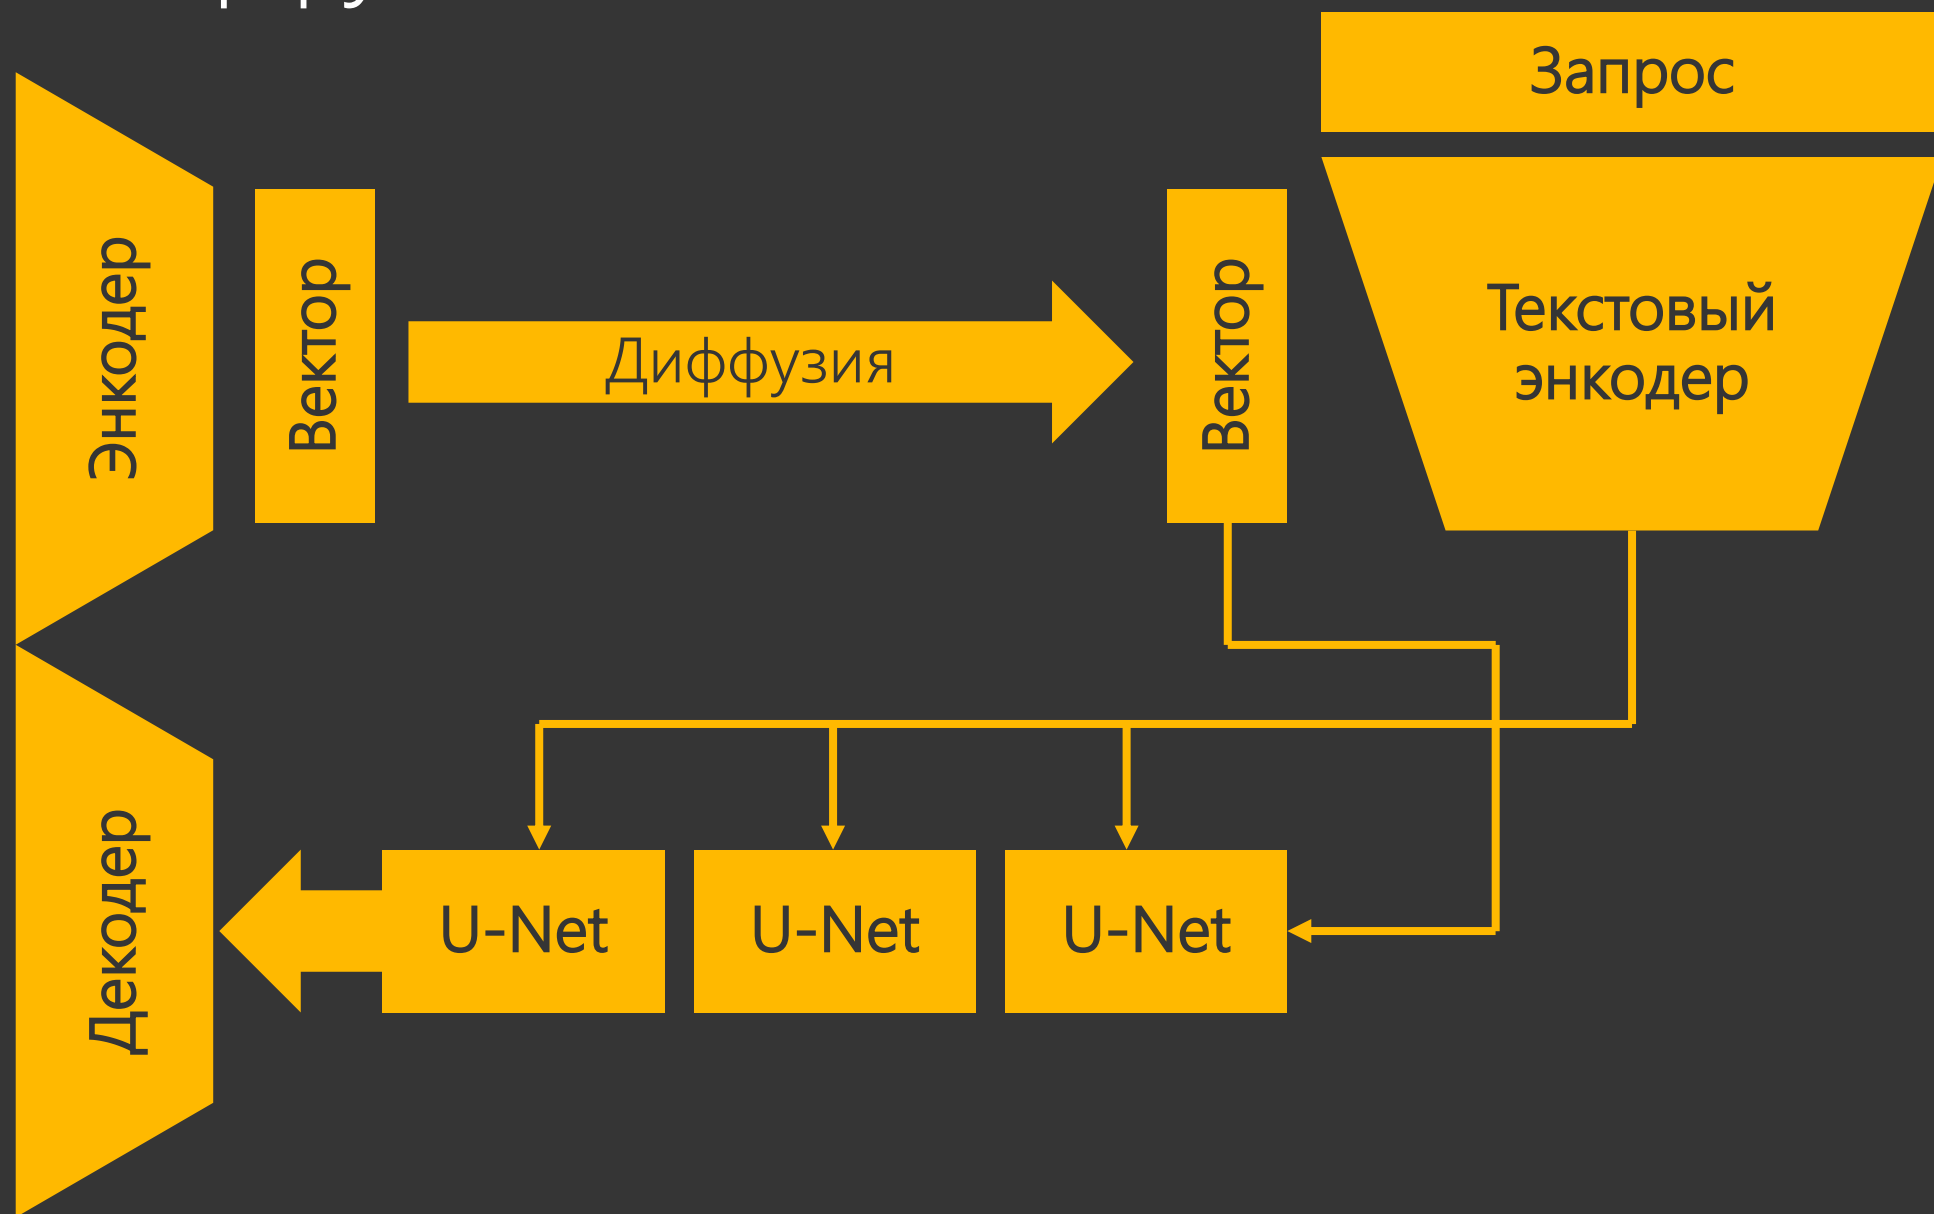 Запрос
Энкодер
Вектор
Диффузия
Вектор
Текстовый
энкодер
Декодер
U-Net
U-Net
U-Net